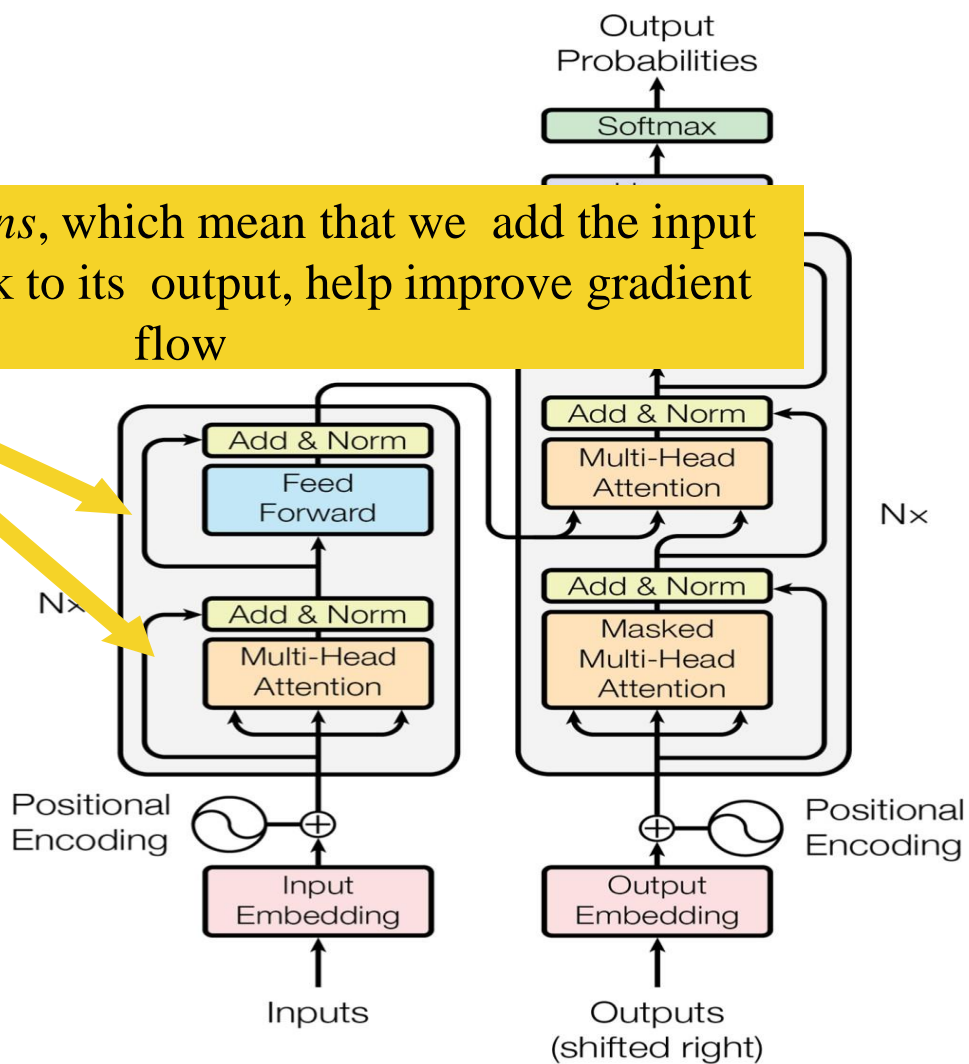 Output
Probabilities
Softmax
, which mean that we add the input
to its output, help improve gradient
flow
Add & Norm
Multi-Head
Attention
Nx
Add & Norm
Masked
Multi-Head
Attention
Add & Norm
Feed
Forward
Nx
Add & Norm
Multi-Head
Attention
Positional
Encoding
Positional
Encoding
Input
Embedding
Output
Embedding
Inputs
Outputs
(shifted right)